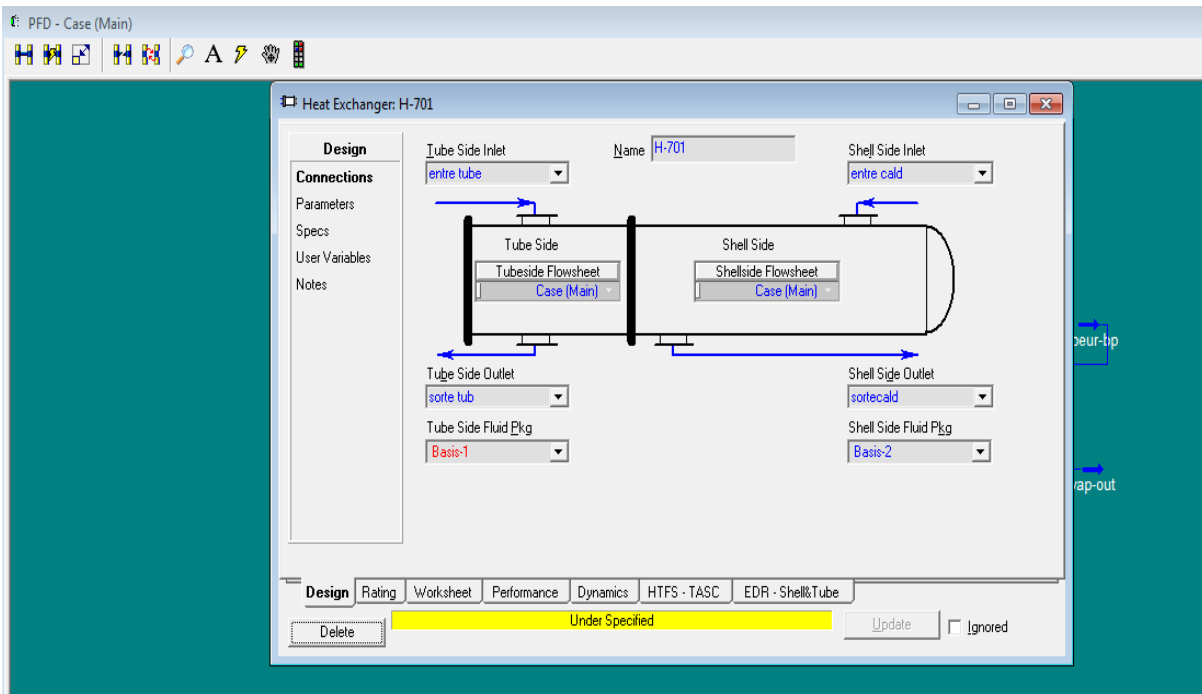 PFD - Case (Main)
A
Heat Exchanger: H-701
Design
Connections
Parameters
Specs
User Variables
Notes
Tube Side Inlet
entre tube
Name H-701
Shell Side Inlet
entre cald
Tube Side
Tubeside Flowsheet
Case (Main)
Shell Side
Shellside Flowsheet
Case (Main)
Tube Side Outlet
sorte tub
Shell Side Outlet
sortecald
Tube Side Fluid Pkg
Basis-1
Shell Side Fluid Pkg
Basis-2
Design Rating Worksheet Performance Dynamics HTFS - TASC EDR - Shell&Tube
Delete
Under Specified
Update
Ignored